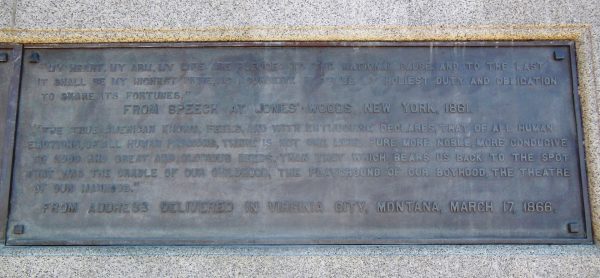 "MY HEART, MY ARM, MY LIFE ARE PLEDGED TO THE NATIONAL CAUSE, AND TO THE LAST
IT SHALL BE MY HIGHEST PRIDE, AS I CONCEIVE IT TO BE MY HOLIEST DUTY AND OBLIGATION
TO SHARE ITS FORTUNES."
FROM SPEECH AT JONES' WOODS, NEW YORK, 1861.
"THE TRUE AMERICAN KNOWS, FEELS, AND WITH ENTHUSIASM DECLARES, THAT OF ALL HUMAN
EMOTIONS, OF ALL HUMAN PASSIONS, THERE IS NOT ONE MORE PURE MORE NOBLE, MORE CONDUCIVE
TO GOOD AND GREAT AND GLORIOUS DEEDS, THAN THAT WHICH BEARS US BACK TO THE SPOT
THAT WAS THE CRADLE OF OUR CHILDHOOD, THE PLAYGROUND OF OUR BOYHOOD, THE THEATRE
OF OUR MANHOOD."
FROM ADDRESS DELIVERED IN VIRGINIA CITY, MONTANA, MARCH 17, 1866.